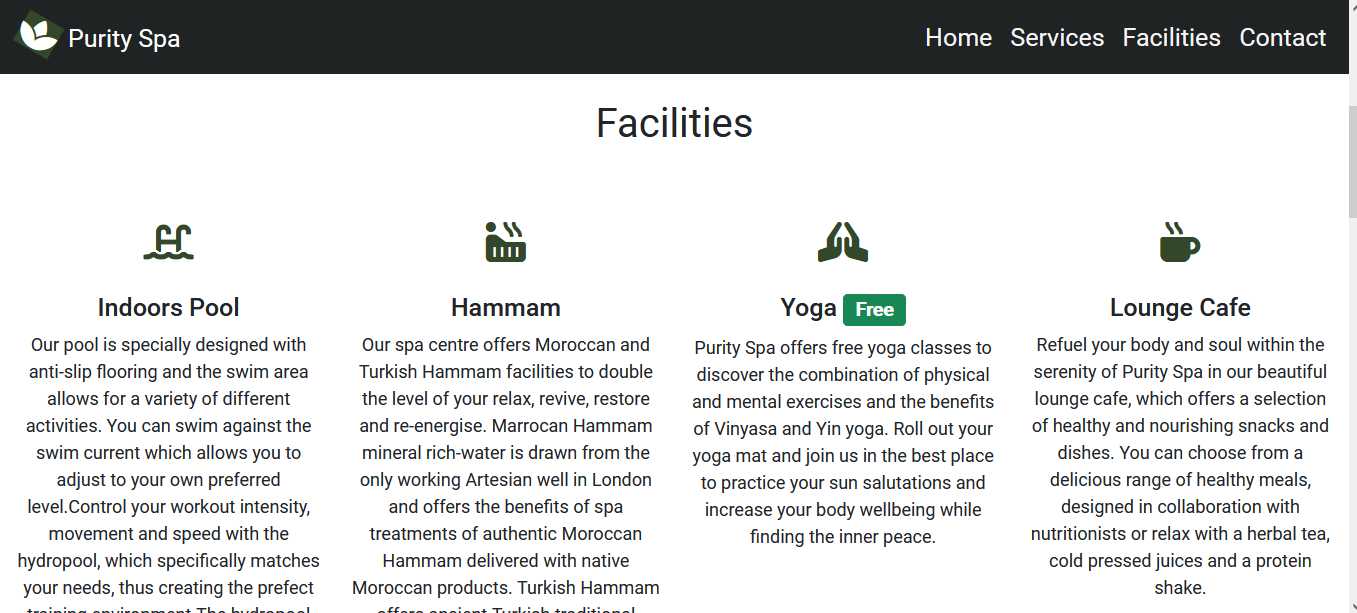 Purity Spa
Home Services Facilities Contact
Facilities
Indoors Pool
Our pool is specially designed with
anti-slip flooring and the swim area
allows for a variety of different
activities. You can swim against the
swim current which allows you to
adjust to your own preferred
level.Control your workout intensity,
movement and speed with the
hydropool, which specifically matches
your needs, thus creating the prefect
training environment.The hydropool
Hammam
Our spa centre offers Moroccan and
Turkish Hammam facilities to double
the level of your relax, revive, restore
and re-energise. Marrocan Hammam
mineral rich-water is drawn from the
only working Artesian well in London
and offers the benefits of spa
treatments of authentic Moroccan
Hammam delivered with native
Moroccan products. Turkish Hammam
offers ancient Turkish traditional
Yoga Free
Purity Spa offers free yoga classes to
discover the combination of physical
and mental exercises and the benefits
of Vinyasa and Yin yoga. Roll out your
yoga mat and join us in the best place
to practice your sun salutations and
increase your body wellbeing while
finding the inner peace.
Lounge Cafe
Refuel your body and soul within the
serenity of Purity Spa in our beautiful
lounge cafe, which offers a selection
of healthy and nourishing snacks and
dishes. You can choose from a
delicious range of healthy meals,
designed in collaboration with
nutritionists or relax with a herbal tea,
cold pressed juices and a protein
shake.